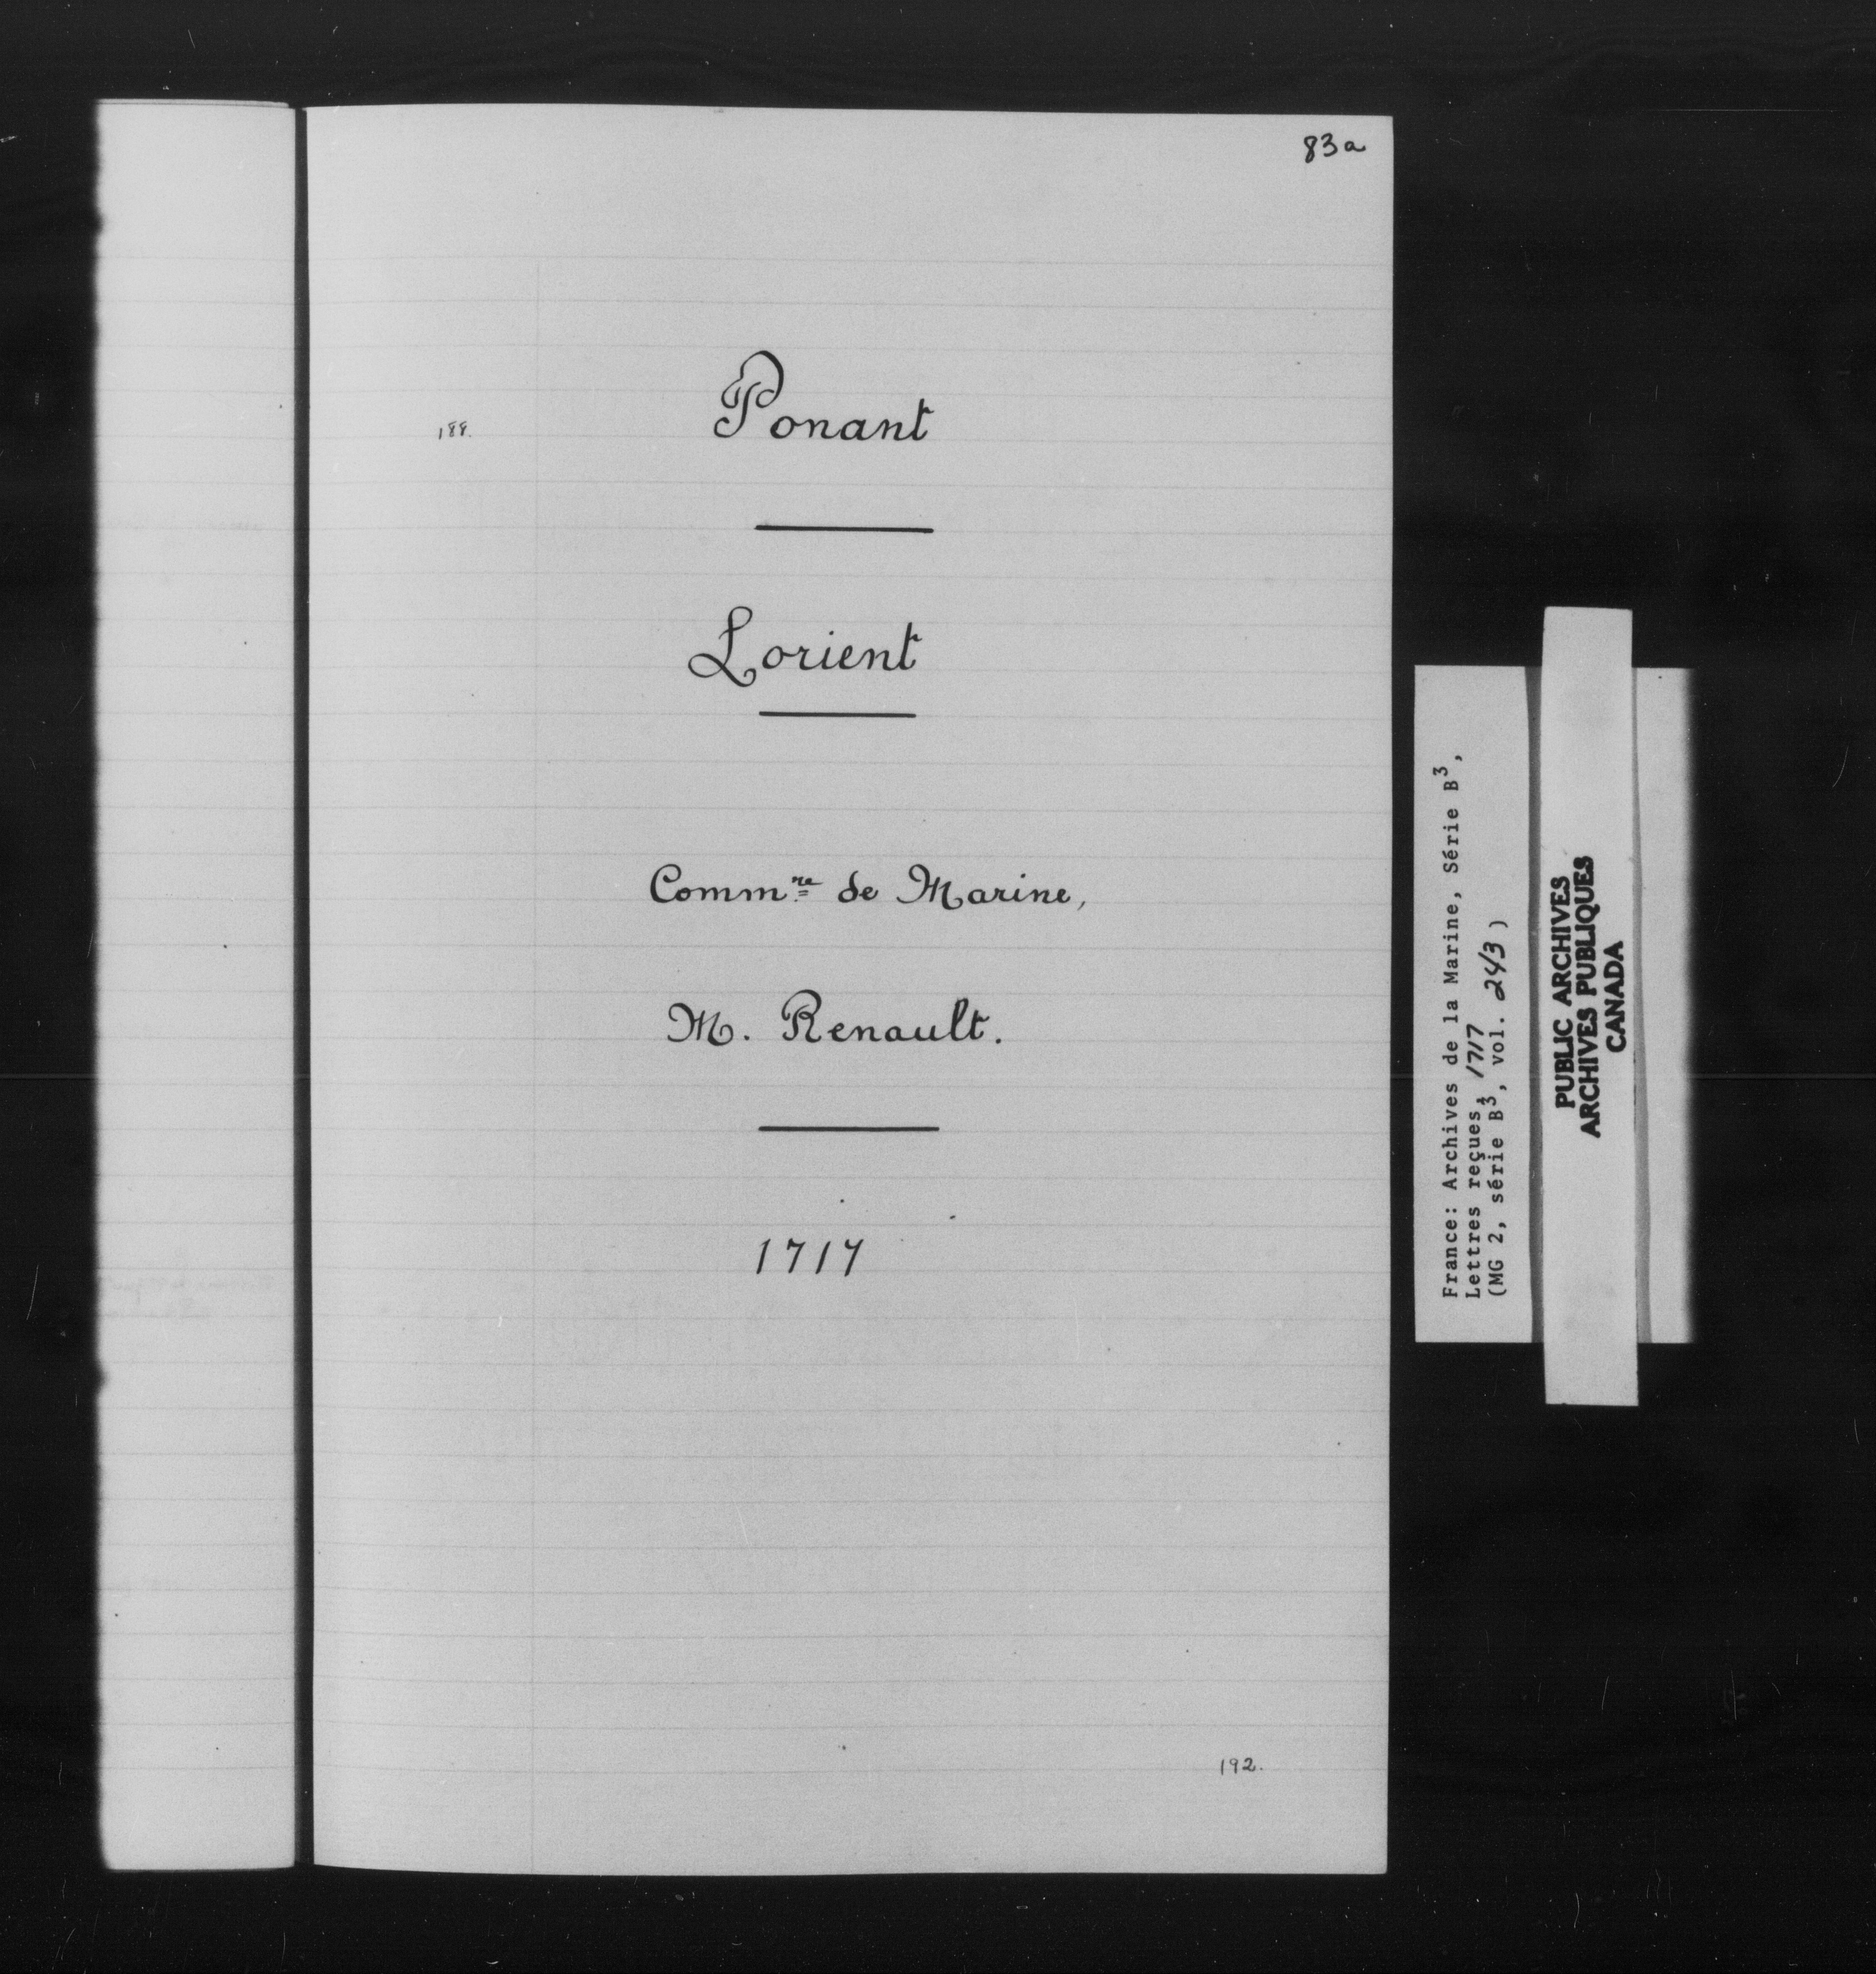 83a
188.
Ponant
Lorient
Commre de Marine,
M. Renault.
1717
192.
France: Archives de la Marine, Série B3,
Lettres reçues, 1717
(MG 2, série B3, vol. 243)
PUBLIC ARCHIVES
ARCHIVES PUBLIQUES
CANADA